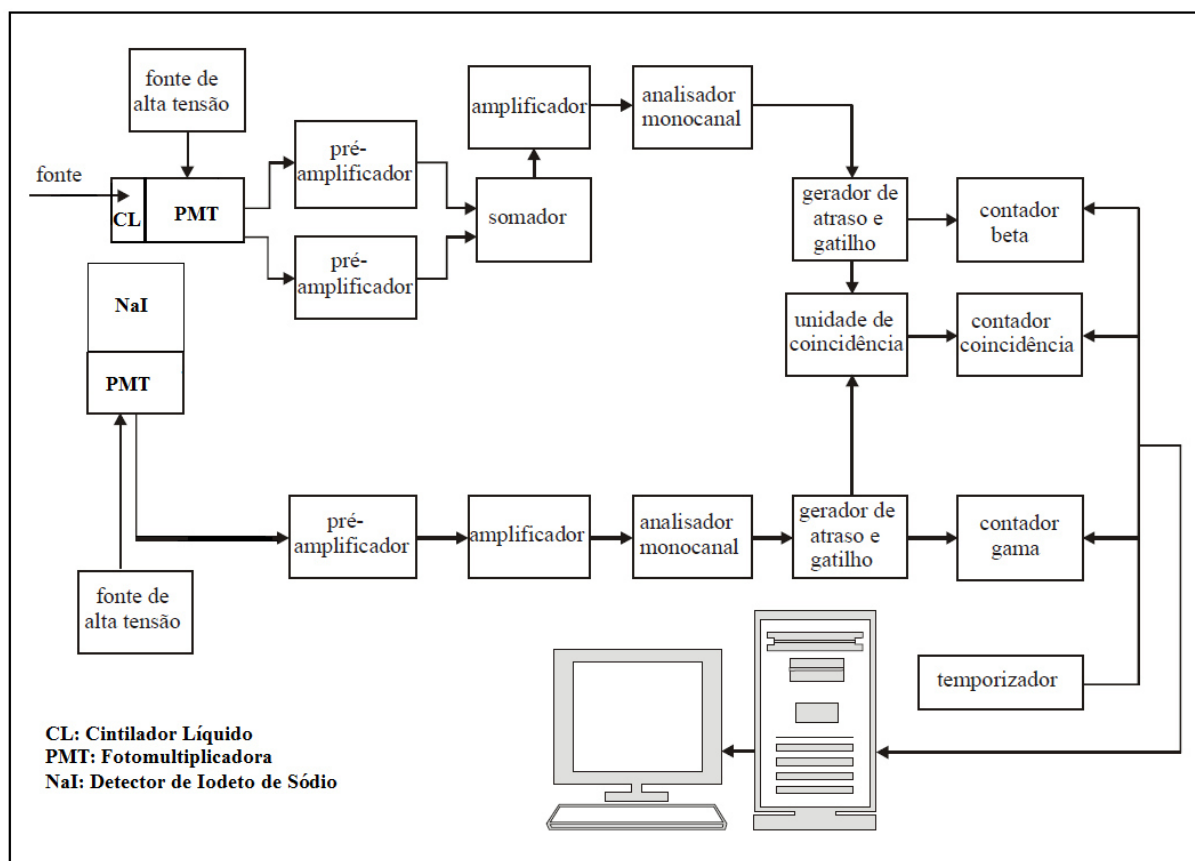 fonte de
alta tensão
fonte
CL
PMT
pré-
amplificador
pré-
amplificador
somador
amplificador
analisador
monocanal
gerador de
atraso e
gatilho
contador
beta
unidade de
coincidência
contador
coincidência
NaI
PMT
fonte de
alta tensão
pré-
amplificador
amplificador
analisador
monocanal
gerador de
atraso e
gatilho
contador
gama
temporizador
CL: Cintilador Líquido
PMT: Fotomultiplicadora
NaI: Detector de Iodeto de Sódio